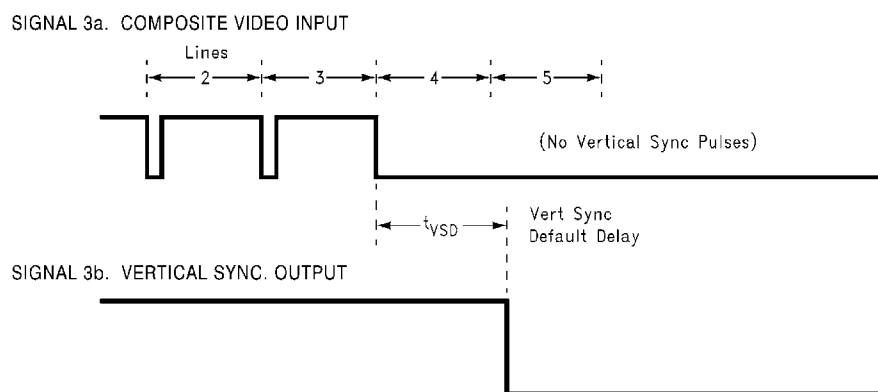 SIGNAL 3a. COMPOSITE VIDEO INPUT
Lines
2 3 4 5
(No Vertical Sync Pulses)
tVSD
Vert Sync
Default Delay
SIGNAL 3b. VERTICAL SYNC. OUTPUT